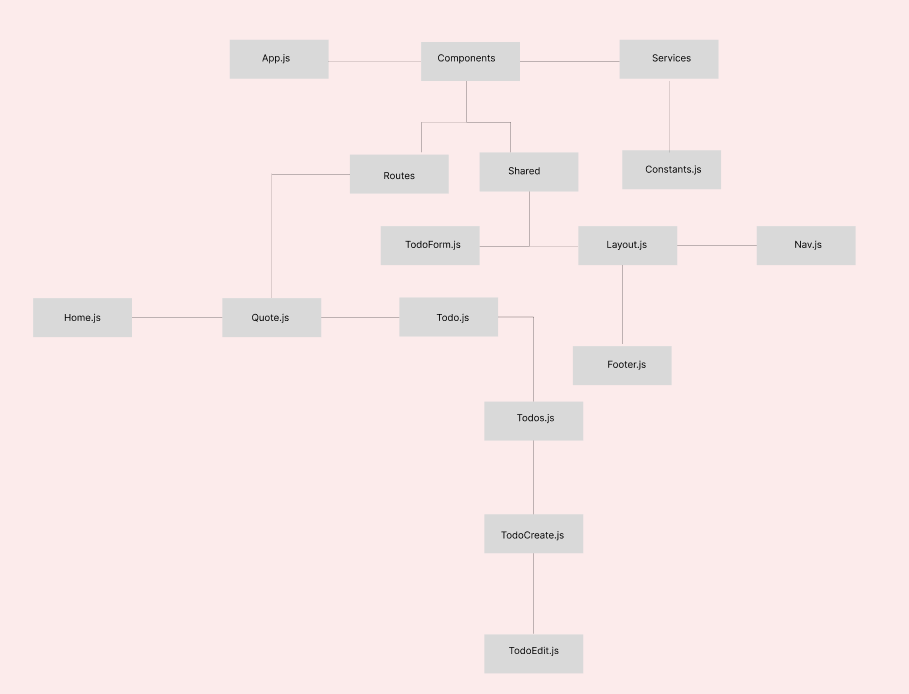 App.js
Components
Services
Routes
Shared
Constants.js
TodoForm.js
Layout.js
Nav.js
Home.js
Quote.js
Todo.js
Footer.js
Todos.js
TodoCreate.js
TodoEdit.js